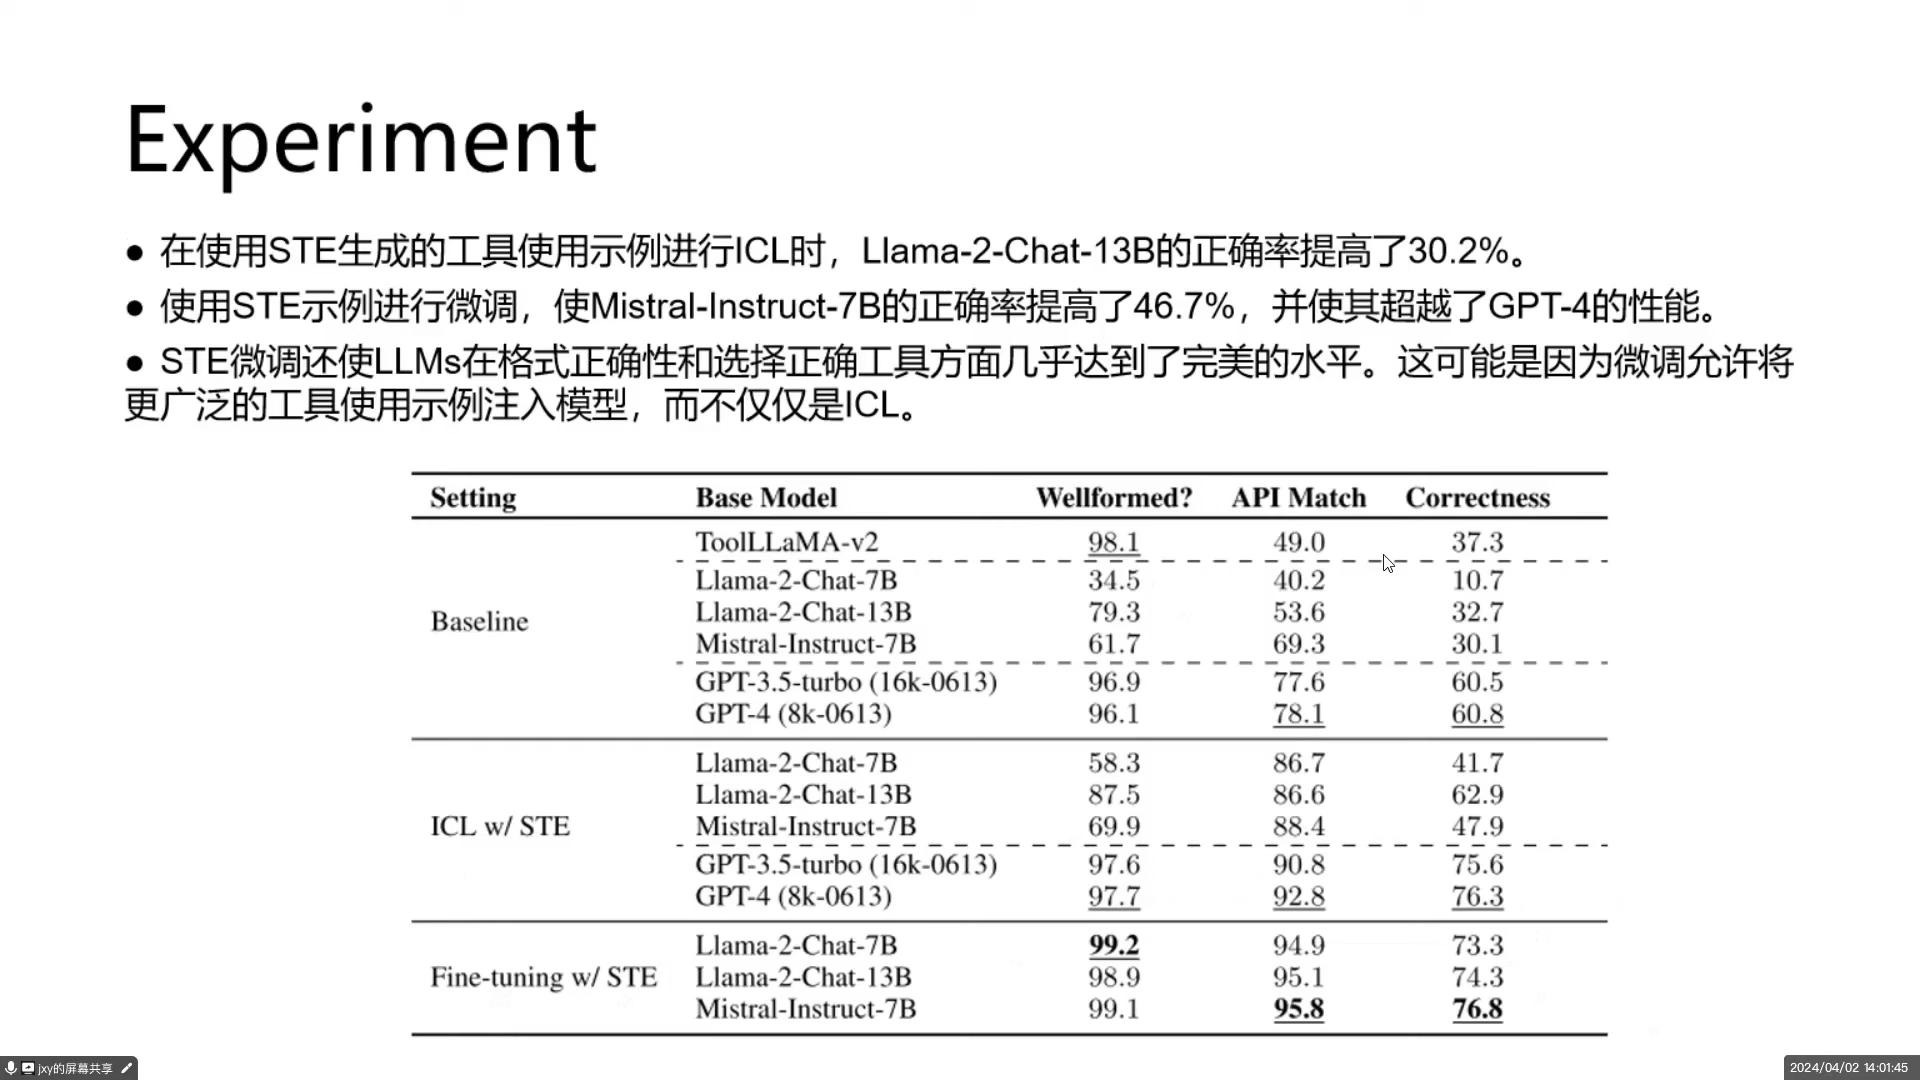 Experiment
● 在使用STE生成的工具使用示例进行ICL时，Llama-2-Chat-13B的正确率提高了30.2%。
● 使用STE示例进行微调，使Mistral-Instruct-7B的正确率提高了46.7%，并使其超越了GPT-4的性能。
● STE微调还使LLMs在格式正确性和选择正确工具方面几乎达到了完美的水平。这可能是因为微调允许将
更广泛的工具使用示例注入模型，而不仅仅是ICL。
Setting Base Model Wellformed? API Match Correctness
ToolLLaMA-v2 98.1 49.0 37.3
Llama-2-Chat-7B 34.5 40.2 10.7
Llama-2-Chat-13B 79.3 53.6 32.7
Baseline
Mistral-Instruct-7B 61.7 69.3 30.1
GPT-3.5-turbo (16k-0613) 96.9 77.6 60.5
GPT-4 (8k-0613) 96.1 78.1 60.8
Llama-2-Chat-7B 58.3 86.7 41.7
Llama-2-Chat-13B 87.5 86.6 62.9
ICL w/ STE Mistral-Instruct-7B 69.9 88.4 47.9
GPT-3.5-turbo (16k-0613) 97.6 90.8 75.6
GPT-4 (8k-0613) 97.7 92.8 76.3
Llama-2-Chat-7B 99.2 94.9 73.3
Fine-tuning w/ STE Llama-2-Chat-13B 98.9 95.1 74.3
Mistral-Instruct-7B 99.1 95.8 76.8
jxy的屏幕共享
2024/04/02 14:01:45